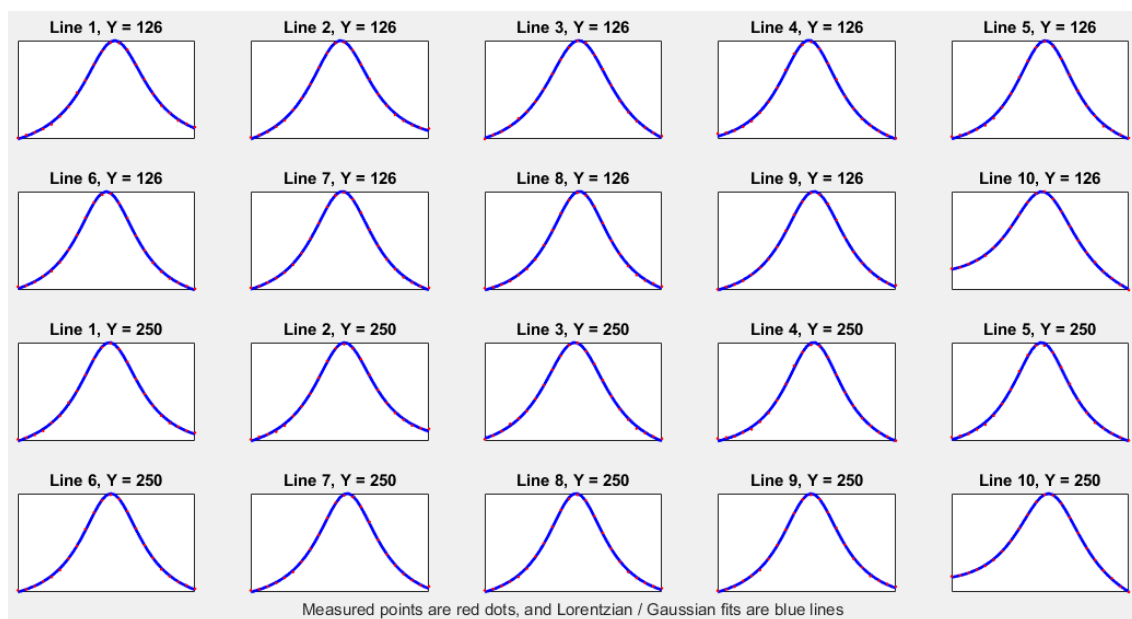 Line 1, Y = 126
Line 2, Y = 126
Line 3, Y = 126
Line 4, Y = 126
Line 5, Y = 126
Line 6, Y = 126
Line 7, Y = 126
Line 8, Y = 126
Line 9, Y = 126
Line 10, Y = 126
Line 1, Y = 250
Line 2, Y = 250
Line 3, Y = 250
Line 4, Y = 250
Line 5, Y = 250
Line 6, Y = 250
Line 7, Y = 250
Line 8, Y = 250
Line 9, Y = 250
Line 10, Y = 250
Measured points are red dots, and Lorentzian / Gaussian fits are blue lines